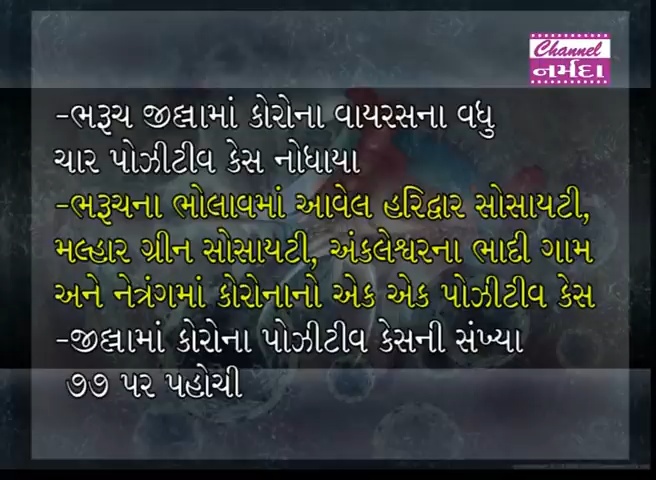 Channel
નર્મદા
-ભરૂચ જીલ્લામાં કોરોના વાયરસના વધુ
ચાર પોઝીટીવ કેસ નોધાયા
-ભરૂચના ભોલાવમાં આવેલ હરિદ્વાર સોસાયટી,
મલ્હાર ગ્રીન સોસાયટી, અંકલેશ્વરના ભાદી ગામ
અને નેત્રંગમાં કોરોનાનો એક એક પોઝીટીવ કેસ
-જીલ્લામાં કોરોના પોઝીટીવ કેસની સંખ્યા
૭૭ પર પહોચી